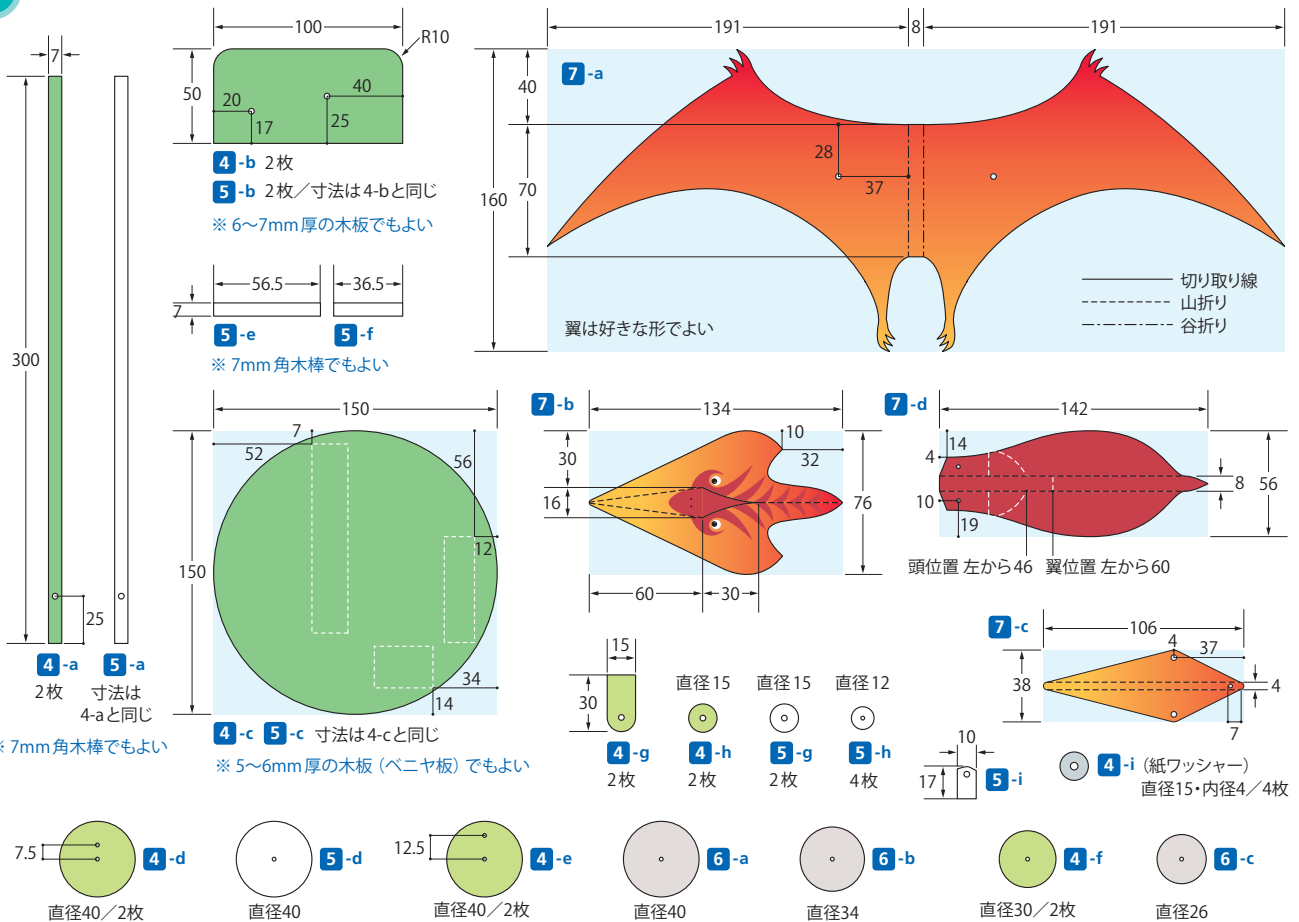 7
300
25
4 -a
2枚
5 -a
寸法は
4-aと同じ
※ 7mm角木棒でもよい
100
R10
50
20
17
40
25
4 -b 2枚
5 -b 2枚/寸法は4-bと同じ
※ 6〜7mm厚の木板でもよい
56.5
36.5
7
5 -e
5 -f
※ 7mm角木棒でもよい
191
8
191
7 -a
40
28
37
70
160
翼は好きな形でよい
切り取り線
山折り
谷折り
150
7
52
56
12
150
34
14
4 -c 5 -c 寸法は4-cと同じ
※ 5〜6mm厚の木板(ベニヤ板)でもよい
7 -b
134
10
32
30
16
76
60
30
7 -d
142
14
4
10
19
8
56
頭位置 左から46 翼位置 左から60
7 -c
106
4
37
38
4
7
15
30
4 -g
2枚
直径15
4 -h
2枚
直径15
5 -g
2枚
直径12
5 -h
4枚
10
17
5 -i
4 -i (紙ワッシャー)
直径15・内径4/4枚
7.5
4 -d
直径40/2枚
5 -d
直径40
12.5
4 -e
直径40/2枚
6 -a
直径40
6 -b
直径34
4 -f
直径30/2枚
6 -c
直径26